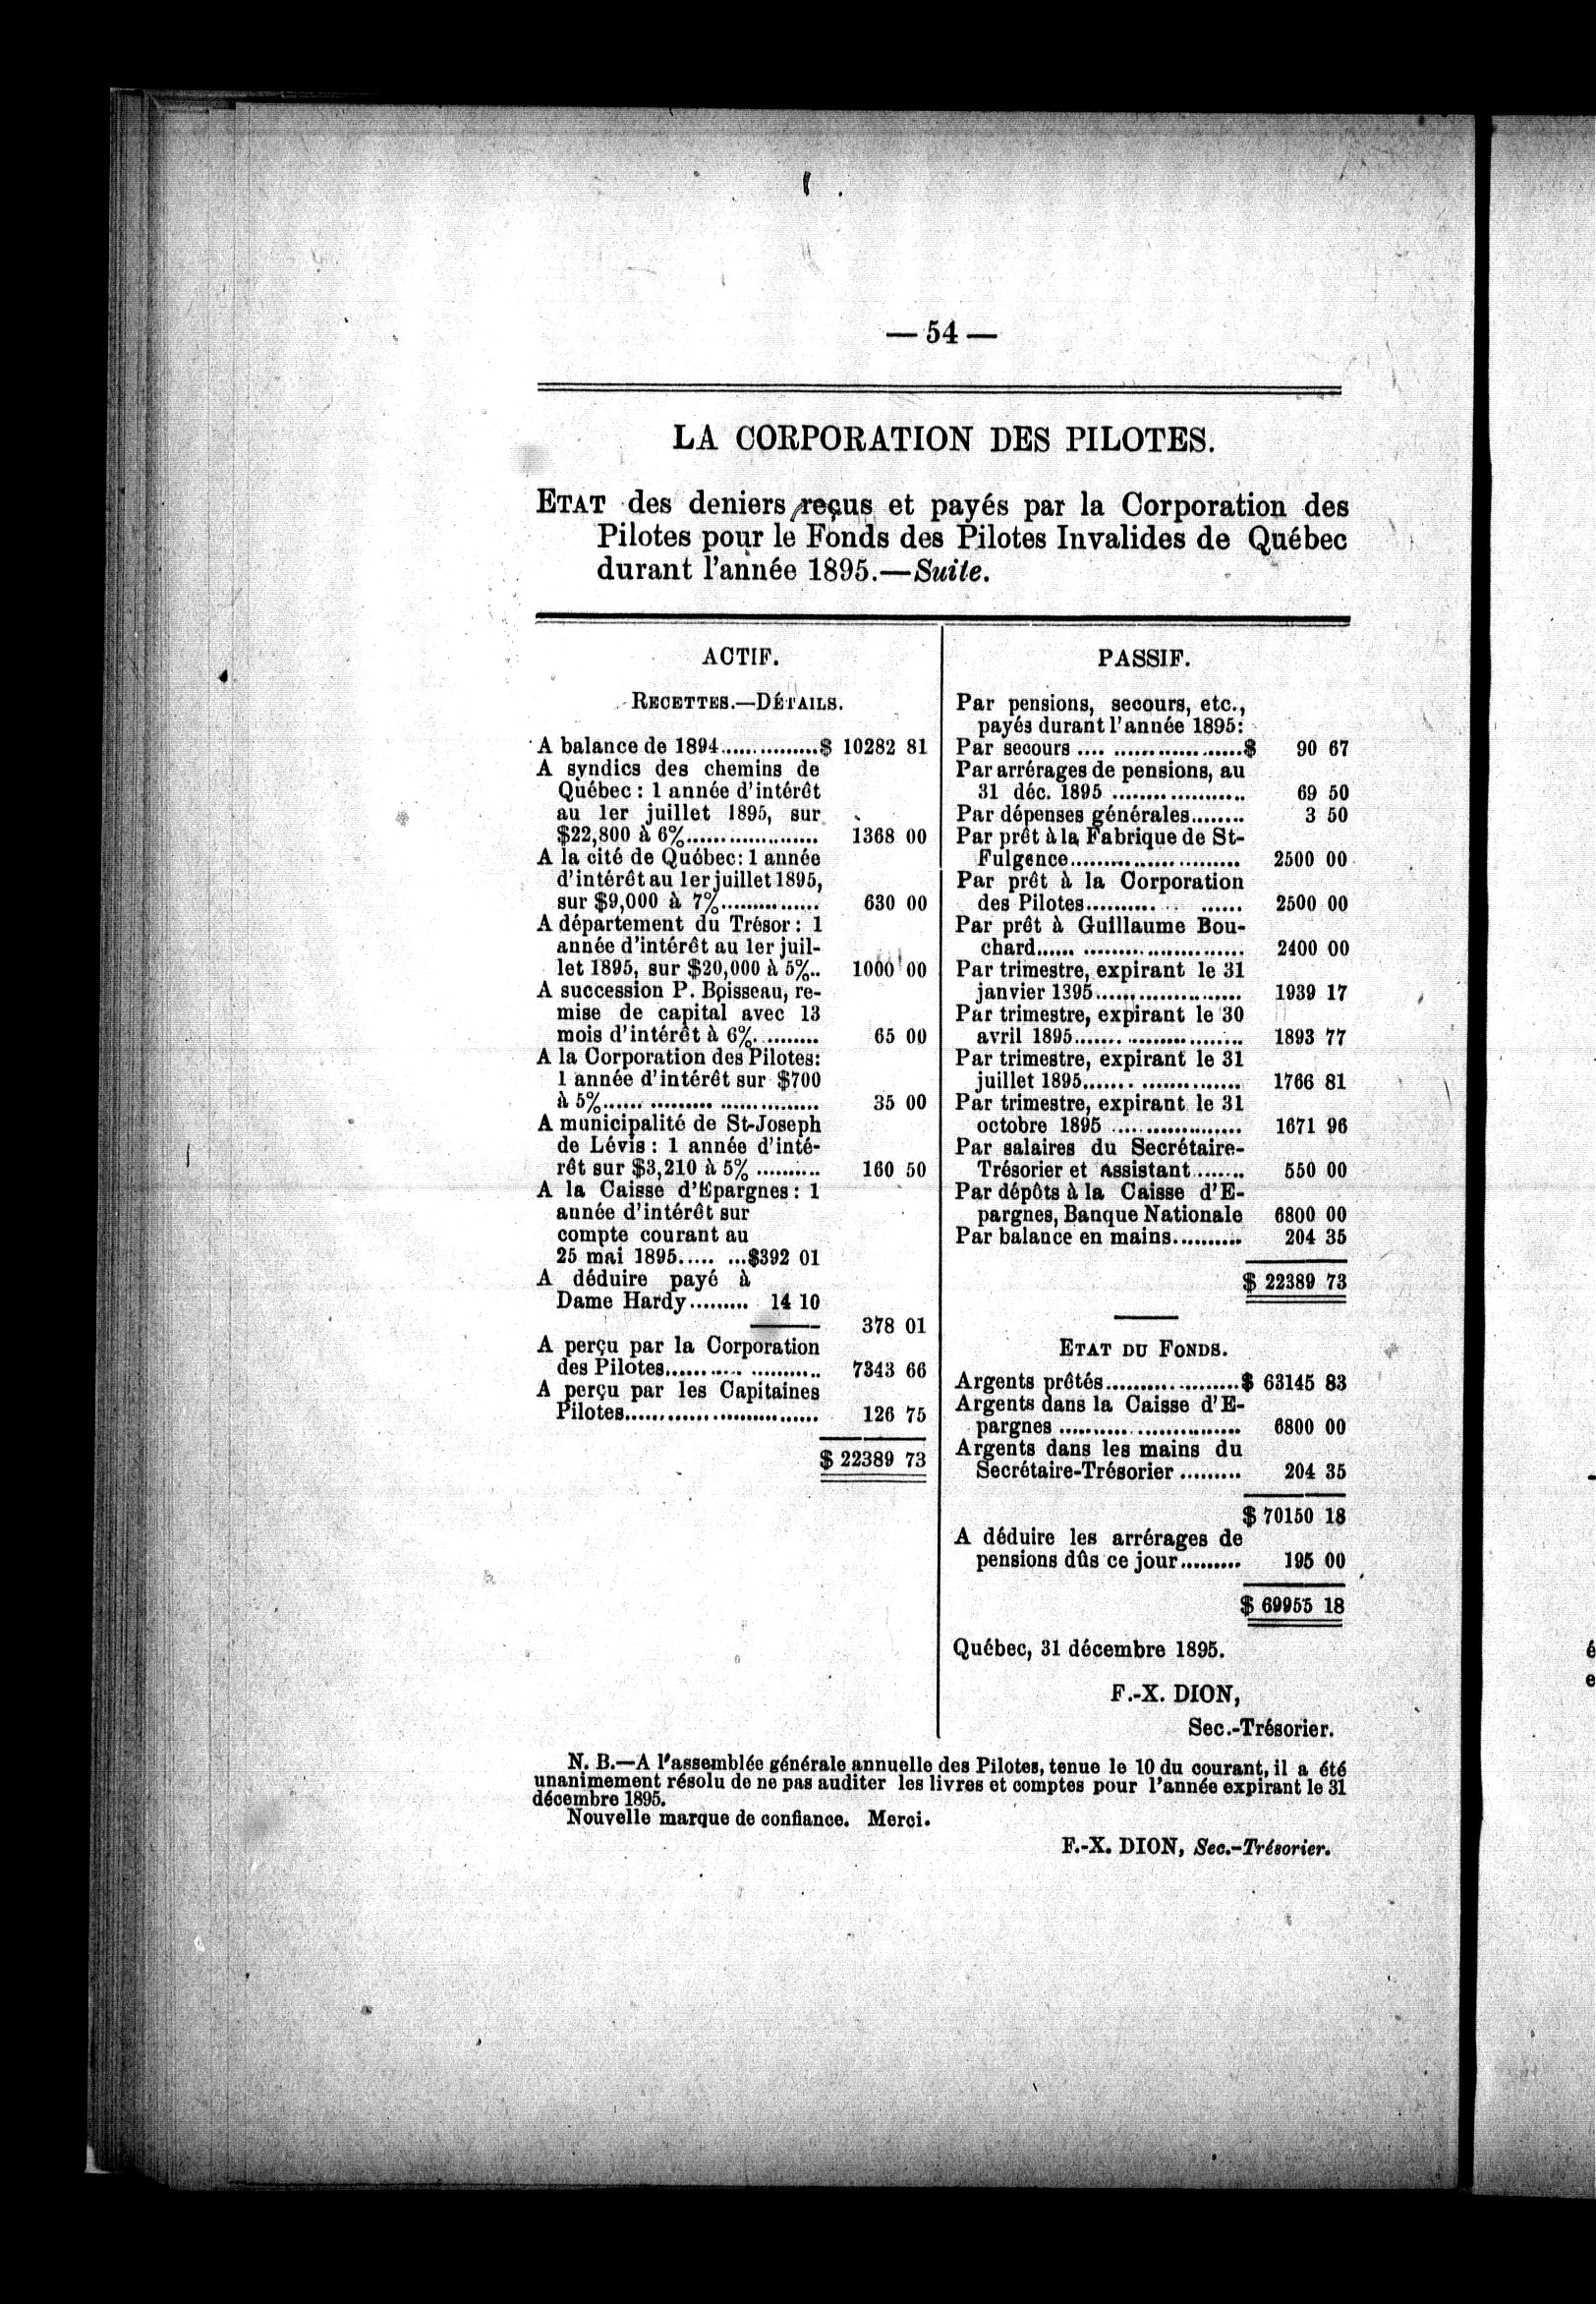 — 54 —
LA CORPORATION DES PILOTES.
ETAT des deniers reçus et payés par la Corporation des
Pilotes pour le Fonds des Pilotes Invalides de Québec
durant l'année 1895.—Suite.
ACTIF.
RECETTES.—DÉTAILS.
A balance de 1894...............$ 10282 81
A syndics des chemins de
Québec : 1 année d'intérêt
au 1er juillet 1895, sur
$22,800 à 6%................... 1368 00
A la cité de Québec: 1 année
d'intérêt au 1er juillet 1895,
sur $9,000 à 7%............... 630 00
A département du Trésor : 1
année d'intérêt au 1er juil-
let 1895, sur $20,000 à 5%.. 1000 00
A succession P. Boisseau, re-
mise de capital avec 13
mois d'intérêt à 6%.......... 65 00
A la Corporation des Pilotes:
1 année d'intérêt sur $700
à 5%...... ......... ............... 35 00
A municipalité de St-Joseph
de Lévis : 1 année d'inté-
rêt sur $3,210 à 5% .......... 160 50
A la Caisse d'Epargnes : 1
année d'intérêt sur
compte courant au
25 mai 1895..... ...$392 01
A déduire payé à
Dame Hardy......... 14 10
378 01
A perçu par la Corporation
des Pilotes........... .......... 7343 66
A perçu par les Capitaines
Pilotes............................. 126 75
$ 22389 73
PASSIF.
Par pensions, secours, etc.,
payés durant l'année 1895:
Par secours .... ...................$ 90 67
Par arrérages de pensions, au
31 déc. 1895 ................... 69 50
Par dépenses générales........ 3 50
Par prêt à la Fabrique de St-
Fulgence......................... 2500 00
Par prêt à la Corporation
des Pilotes.......... ...... 2500 00
Par prêt à Guillaume Bou-
chard...... ....................... 2400 00
Par trimestre, expirant le 31
janvier 1395..................... 1939 17
Par trimestre, expirant le 30
avril 1895....... ................. 1893 77
Par trimestre, expirant le 31
juillet 1895....... .............. 1766 81
Par trimestre, expirant le 31
octobre 1895 ................... 1671 96
Par salaires du Secrétaire-
Trésorier et Assistant....... 550 00
Par dépôts à la Caisse d'E-
pargnes, Banque Nationale 6800 00
Par balance en mains.......... 204 35
$ 22389 73
ETAT DU FONDS.
Argents prêtés....................$ 63145 83
Argents dans la Caisse d'E-
pargnes .......................... 6800 00
Argents dans les mains du
Secrétaire-Trésorier ......... 204 35
$ 70150 18
A déduire les arrérages de
pensions dûs ce jour......... 195 00
$ 69955 18
Québec, 31 décembre 1895.
F.-X. DION,
Sec.-Trésorier.
N. B.—A l'assemblée générale annuelle des Pilotes, tenue le 10 du courant, il a été
unanimement résolu de ne pas auditer les livres et comptes pour l'année expirant le 31
décembre 1895.
Nouvelle marque de confiance. Merci.
F.-X. DION, Sec.-Trésorier.